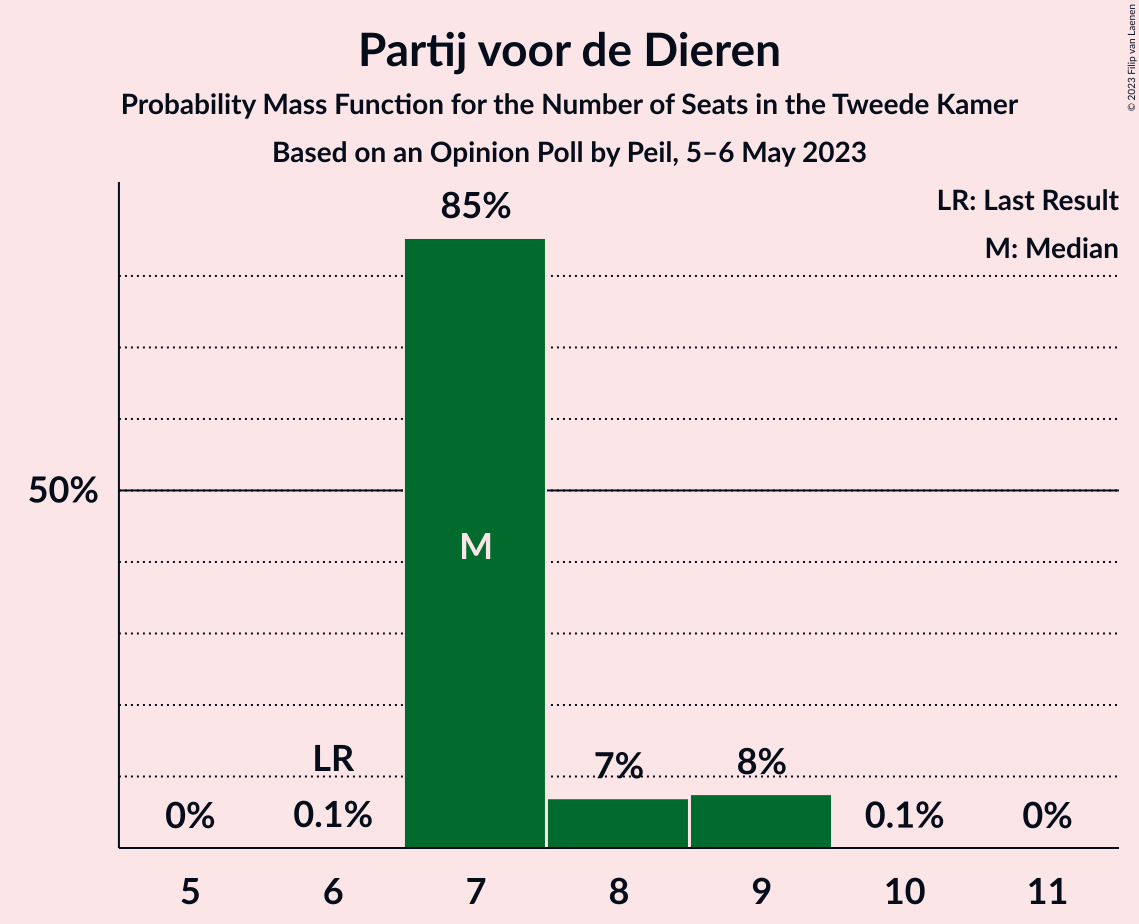 Partij voor de Dieren
Probability Mass Function for the Number of Seats in the Tweede Kamer
Based on an Opinion Poll by Peil, 5–6 May 2023
© 2023 Filip van Laenen
LR: Last Result
M: Median
85%
50%
M
LR
7%
8%
0%
0.1%
0.1%
0%
5 6 7 8 9 10 11